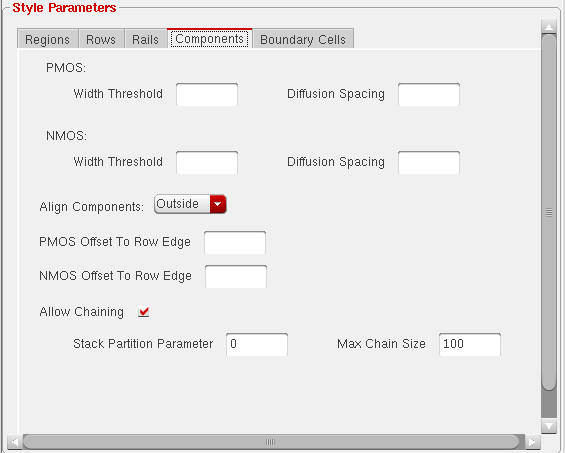 Style Parameters
Regions Rows Rails Components Boundary Cells
PMOS:
Width Threshold Diffusion Spacing
NMOS:
Width Threshold Diffusion Spacing
Align Components: Outside
PMOS Offset To Row Edge
NMOS Offset To Row Edge
Allow Chaining
Stack Partition Parameter 0 Max Chain Size 100